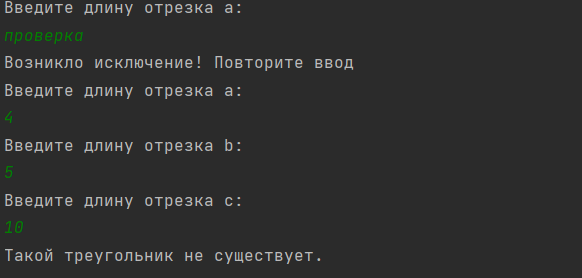 Введите длину отрезка a:
проверка
Возникло исключение! Повторите ввод
Введите длину отрезка a:
4
Введите длину отрезка b:
5
Введите длину отрезка c:
10
Такой треугольник не существует.